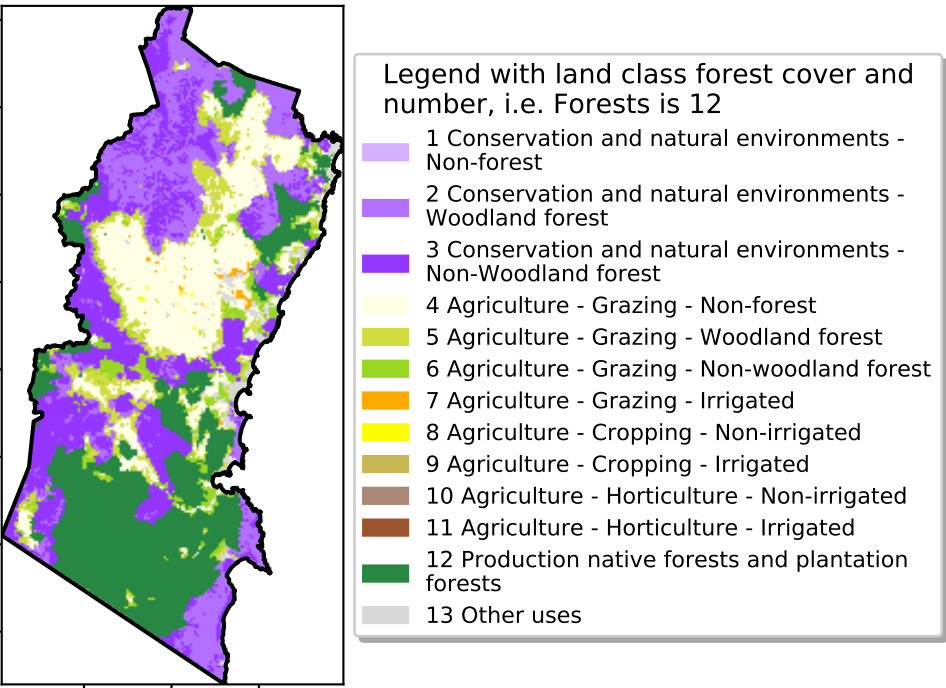 Legend with land class forest cover and
number, i.e. Forests is 12
1 Conservation and natural environments -
Non-forest
2 Conservation and natural environments -
Woodland forest
3 Conservation and natural environments -
Non-Woodland forest
4 Agriculture - Grazing - Non-forest
5 Agriculture - Grazing - Woodland forest
6 Agriculture - Grazing - Non-woodland forest
7 Agriculture - Grazing - Irrigated
8 Agriculture - Cropping - Non-irrigated
9 Agriculture - Cropping - Irrigated
10 Agriculture - Horticulture - Non-irrigated
11 Agriculture - Horticulture - Irrigated
12 Production native forests and plantation
forests
13 Other uses